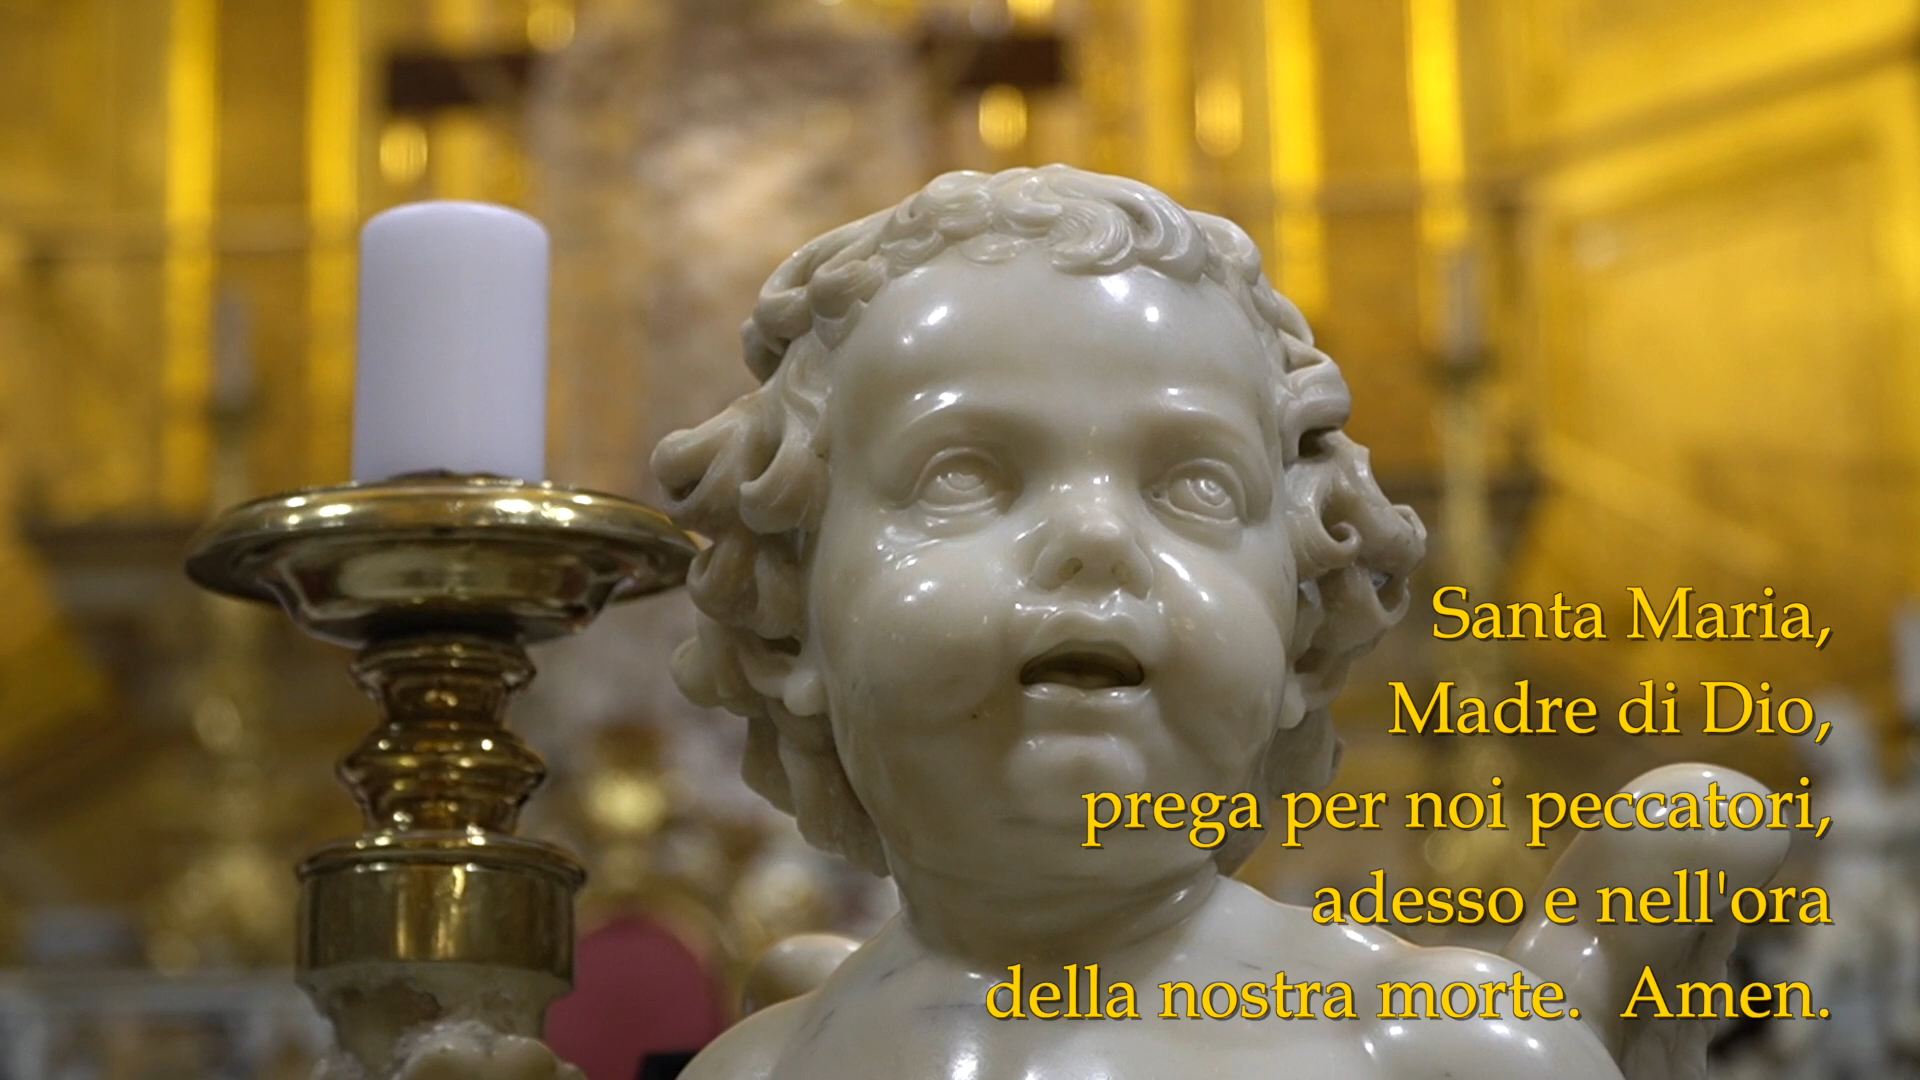 Santa Maria,
Madre di Dio,
prega per noi peccatori,
adesso e nell'ora
della nostra morte.  Amen.